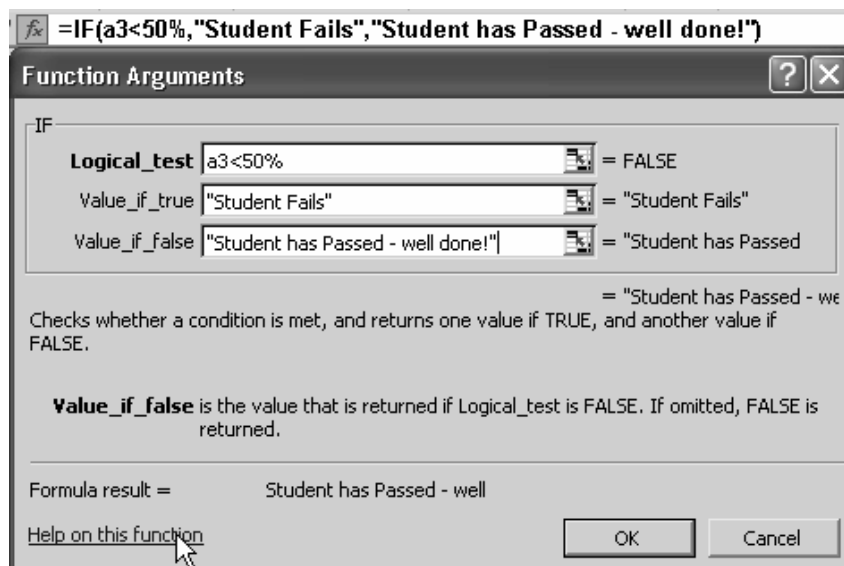 fx =IF(a3<50%,"Student Fails","Student has Passed - well done!")
Function Arguments
IF
Logical_test a3<50% = FALSE
Value_if_true "Student Fails" = "Student Fails"
Value_if_false "Student has Passed - well done!" = "Student has Passed
= "Student has Passed - we
Checks whether a condition is met, and returns one value if TRUE, and another value if
FALSE.
Value_if_false is the value that is returned if Logical_test is FALSE. If omitted, FALSE is
returned.
Formula result = Student has Passed - well
Help on this function OK Cancel